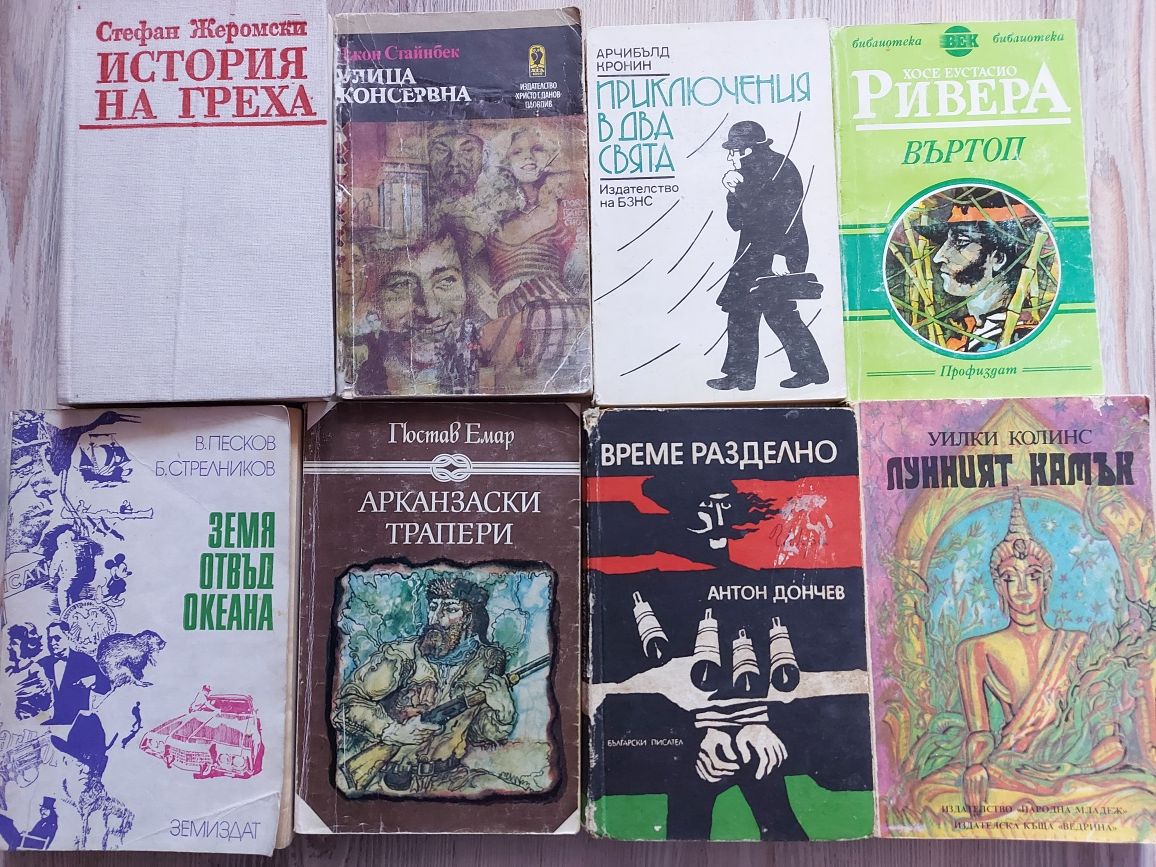 Стефан Жеромски
ИСТОРИЯ
НА ГРЕХА
Джон Стайнбек
УЛИЦА
КОНСЕРВНА
ИЗДАТЕЛСТВО
«ХРИСТО Г. ДАНОВ»
ПЛОВДИВ
АРЧИБЪЛД
КРОНИН
ПРИКЛЮЧЕНИЯ
В ДВА
СВЯТА
Издателство
на БЗНС
библиотека ВЕК библиотека
ХОСЕ ЕУСТАСИО
РИВЕРА
ВЪРТОП
Профиздат
В. ПЕСКОВ
Б. СТРЕЛНИКОВ
ЗЕМЯ
ОТВЪД
ОКЕАНА
ЗЕМИЗДАТ
Гюстав Емар
АРКАНЗАСКИ
ТРАПЕРИ
ВРЕМЕ РАЗДЕЛНО
АНТОН ДОНЧЕВ
БЪЛГАРСКИ ПИСАТЕЛ
УИЛКИ КОЛИНС
ЛУННИЯТ КАМЪК
ИЗДАТЕЛСТВО «НАРОДНА МЛАДЕЖ»
ИЗДАТЕЛСКА КЪЩА «ВЕДРИНА»